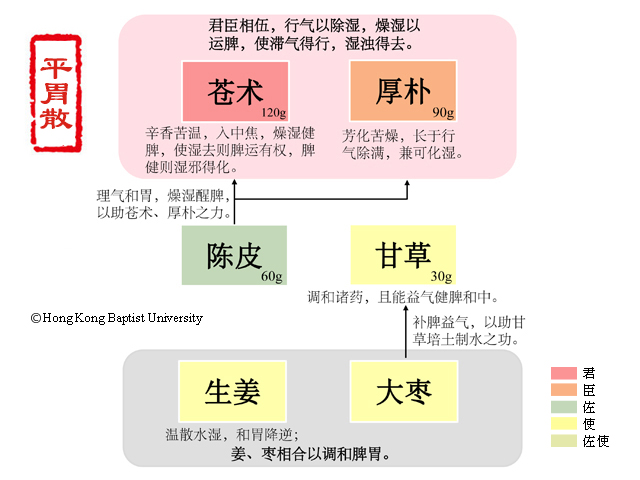 平胃散
君臣相伍，行气以除湿，燥湿以
运脾，使滞气得行，湿浊得去。
苍术
120g
厚朴
90g
辛香苦温，入中焦，燥湿健
脾，使湿去则脾运有权，脾
健则湿邪得化。
芳化苦燥，长于行
气除满，兼可化湿。
理气和胃，燥湿醒脾，
以助苍术、厚朴之力。
陈皮
60g
甘草
30g
调和诸药，且能益气健脾和中。
©Hong Kong Baptist University
补脾益气，以助甘
草培土制水之功。
生姜
大枣
温散水湿，和胃降逆；
姜、枣相合以调和脾胃。
君
臣
佐
使
佐使